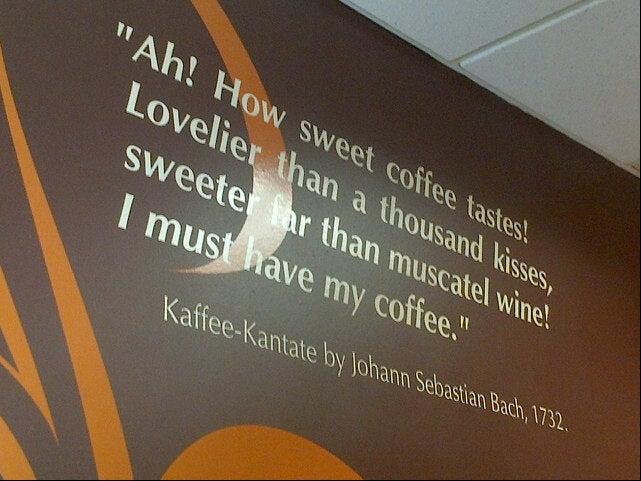 "Ah! How sweet coffee tastes!
Lovelier than a thousand kisses,
sweeter far than muscatel wine!
I must have my coffee."
Kaffee-Kantate by Johann Sebastian Bach, 1732.